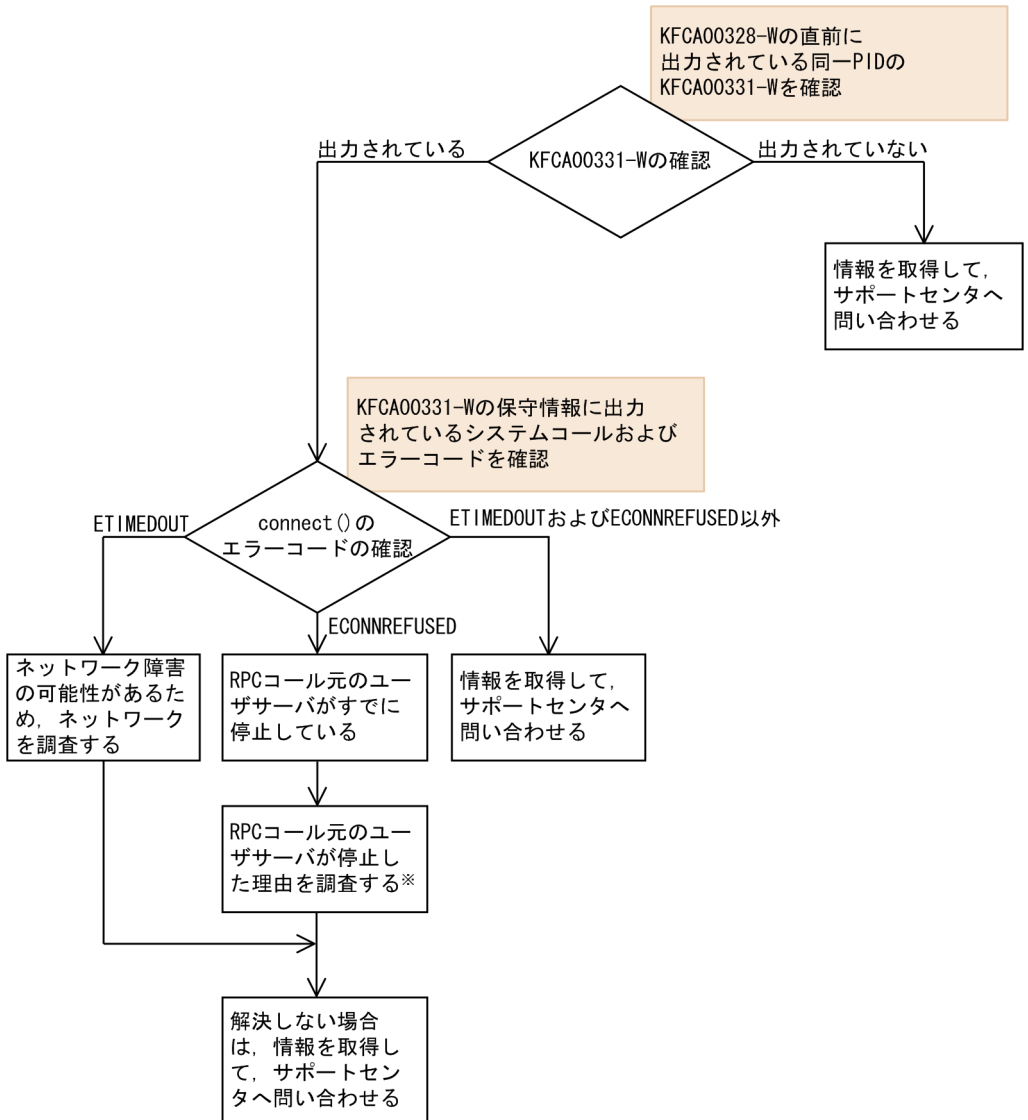 KFCA00328-Wの直前に
出力されている同一PIDの
KFCA00331-Wを確認
出力されている
KFCA00331-Wの確認
出力されていない
情報を取得して,
サポートセンタへ
問い合わせる
KFCA00331-Wの保守情報に出力
されているシステムコールおよび
エラーコードを確認
ETIMEDOUT
connect()の
エラーコードの確認
ETIMEDOUTおよびECONNREFUSED以外
ECONNREFUSED
ネットワーク障害
の可能性があるた
め, ネットワーク
を調査する
RPCコール元のユー
ザサーバがすでに
停止している
情報を取得して,
サポートセンタへ
問い合わせる
RPCコール元のユー
ザサーバが停止し
た理由を調査する※
解決しない場合
は, 情報を取得し
て, サポートセン
タへ問い合わせる